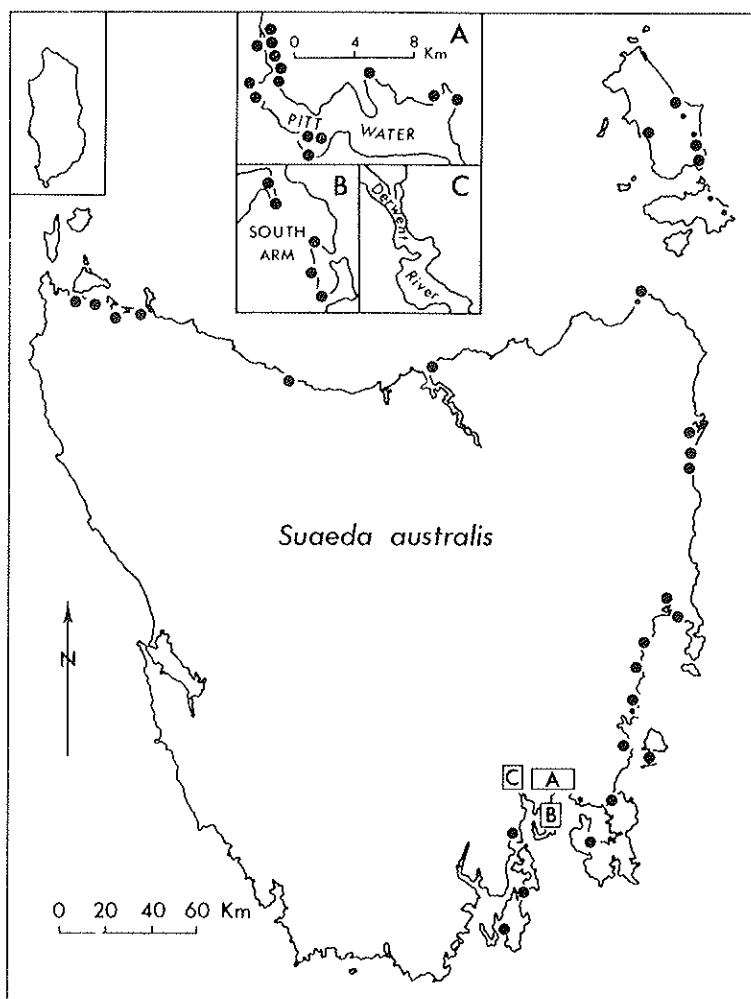 A
0 4 8
Km
PITT
WATER
B
C
SOUTH
ARM
Derwent
River
Suaeda australis
N
C
A
B
0 20 40 60 Km